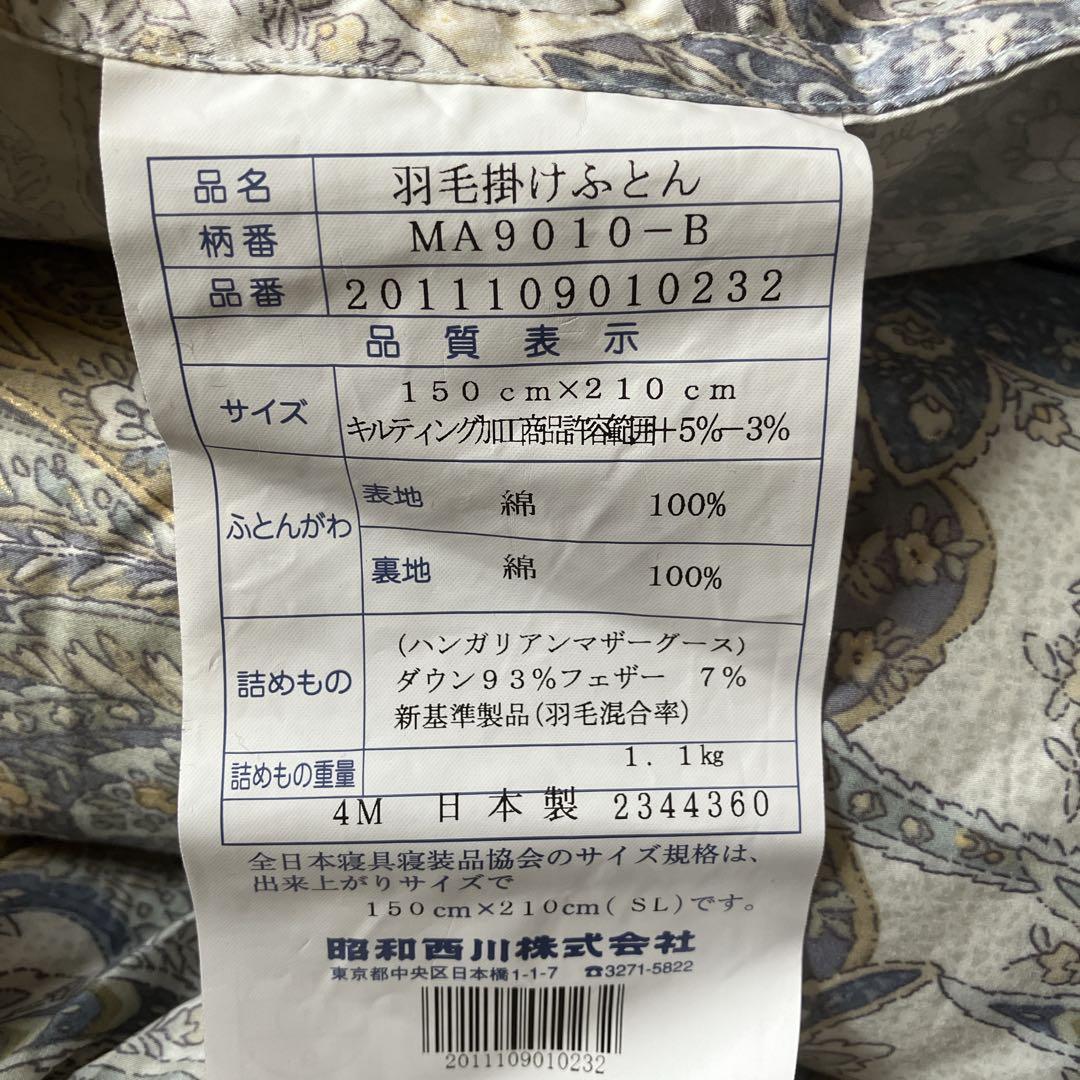 品名 羽毛掛けふとん
柄番 MA9010-B
品番 2011109010232
品質表示
サイズ 150cm×210cm
キルティング加工商品許容範囲+5%-3%
ふとんがわ 表地 綿 100%
裏地 綿 100%
詰めもの (ハンガリアンマザーグース)
ダウン93%フェザー 7%
新基準製品(羽毛混合率)
詰めもの重量 1.1kg
4M 日本製 2344360
全日本寝具寝装品協会のサイズ規格は、
出来上がりサイズで
150cm×210cm(SL)です。
昭和西川株式会社
東京都中央区日本橋1-1-7 ☎3271-5822
2011109010232